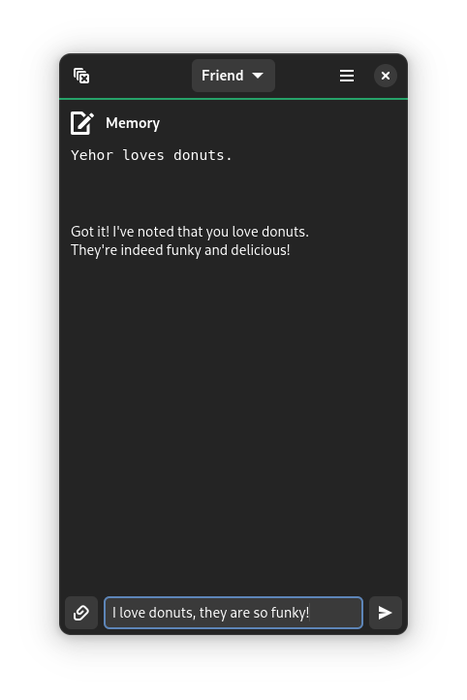 Friend
Memory
Yehor loves donuts.
Got it! I've noted that you love donuts.
They're indeed funky and delicious!
I love donuts, they are so funky!